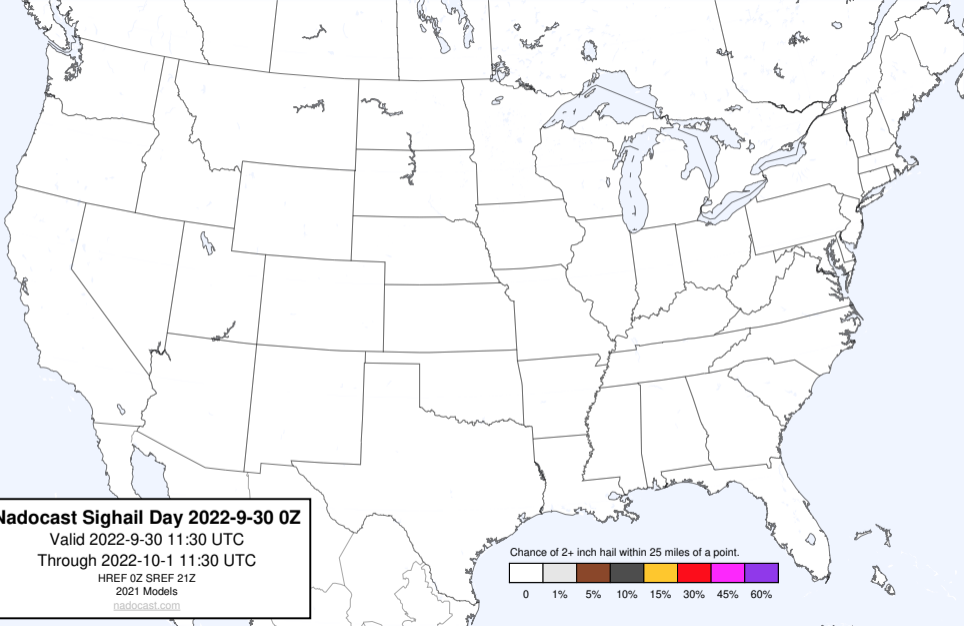 Nadocast Sighail Day 2022-9-30 0Z
Valid 2022-9-30 11:30 UTC
Through 2022-10-1 11:30 UTC
HREF 0Z SREF 21Z
2021 Models
nadocast.com
Chance of 2+ inch hail within 25 miles of a point.
0 1% 5% 10% 15% 30% 45% 60%